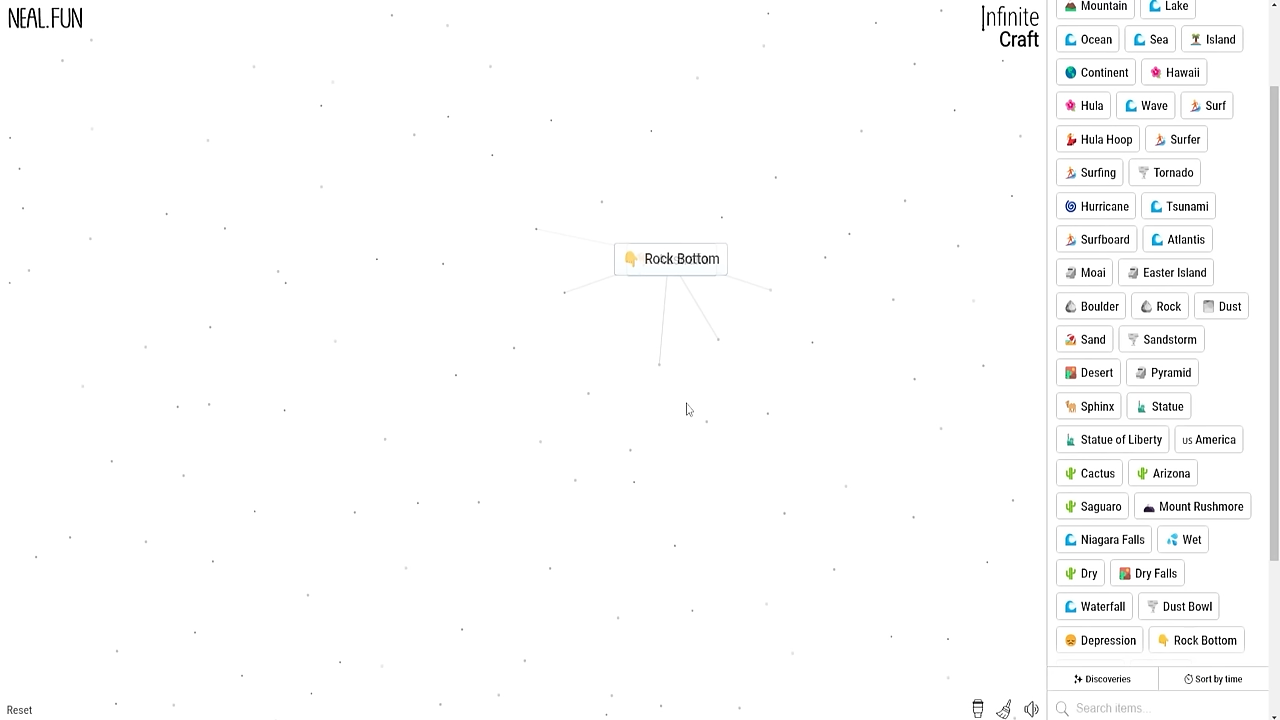 NEAL.FUN
Infinite
Craft
Rock Bottom
Mountain Lake
Ocean Sea Island
Continent Hawaii
Hula Wave Surf
Hula Hoop Surfer
Surfing Tornado
Hurricane Tsunami
Surfboard Atlantis
Moai Easter Island
Boulder Rock Dust
Sand Sandstorm
Desert Pyramid
Sphinx Statue
Statue of Liberty US America
Cactus Arizona
Saguaro Mount Rushmore
Niagara Falls Wet
Dry Dry Falls
Waterfall Dust Bowl
Depression Rock Bottom
Discoveries Sort by time
Search items...
Reset